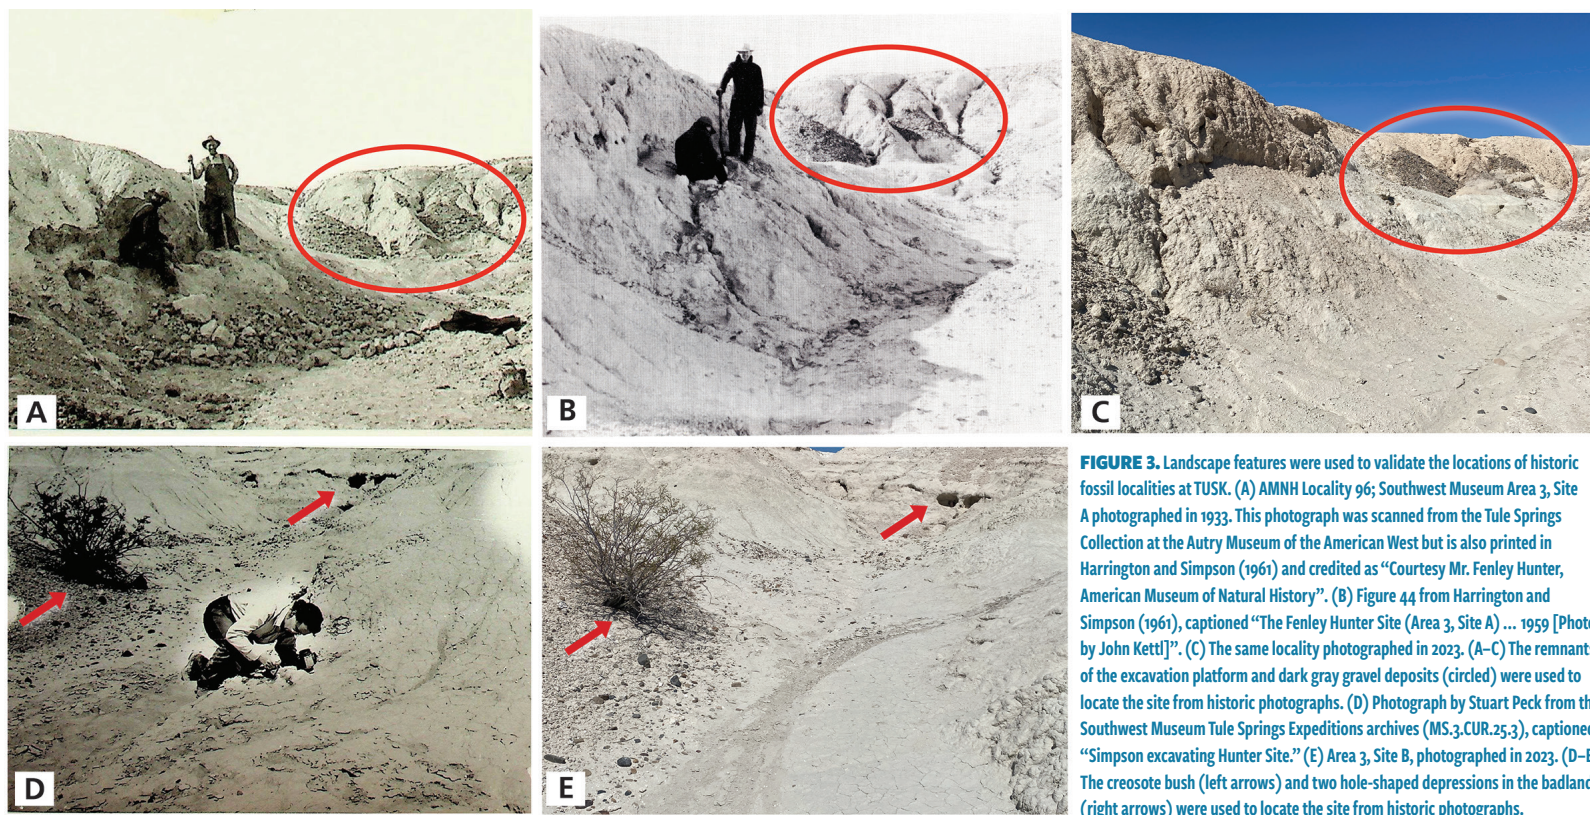 A
B
C
D
E
FIGURE 3. Landscape features were used to validate the locations of historic
fossil localities at TUSK. (A) AMNH Locality 96; Southwest Museum Area 3, Site
A photographed in 1933. This photograph was scanned from the Tule Springs
Collection at the Autry Museum of the American West but is also printed in
Harrington and Simpson (1961) and credited as “Courtesy Mr. Fenley Hunter,
American Museum of Natural History”. (B) Figure 44 from Harrington and
Simpson (1961), captioned “The Fenley Hunter Site (Area 3, Site A) ... 1959 [Photo
by John Kettl]”. (C) The same locality photographed in 2023. (A–C) The remnant
of the excavation platform and dark gray gravel deposits (circled) were used to
locate the site from historic photographs. (D) Photograph by Stuart Peck from th
Southwest Museum Tule Springs Expeditions archives (MS.3.CUR.25.3), captioned
“Simpson excavating Hunter Site.” (E) Area 3, Site B, photographed in 2023. (D–E
The creosote bush (left arrows) and two hole-shaped depressions in the badland
(right arrows) were used to locate the site from historic photographs.